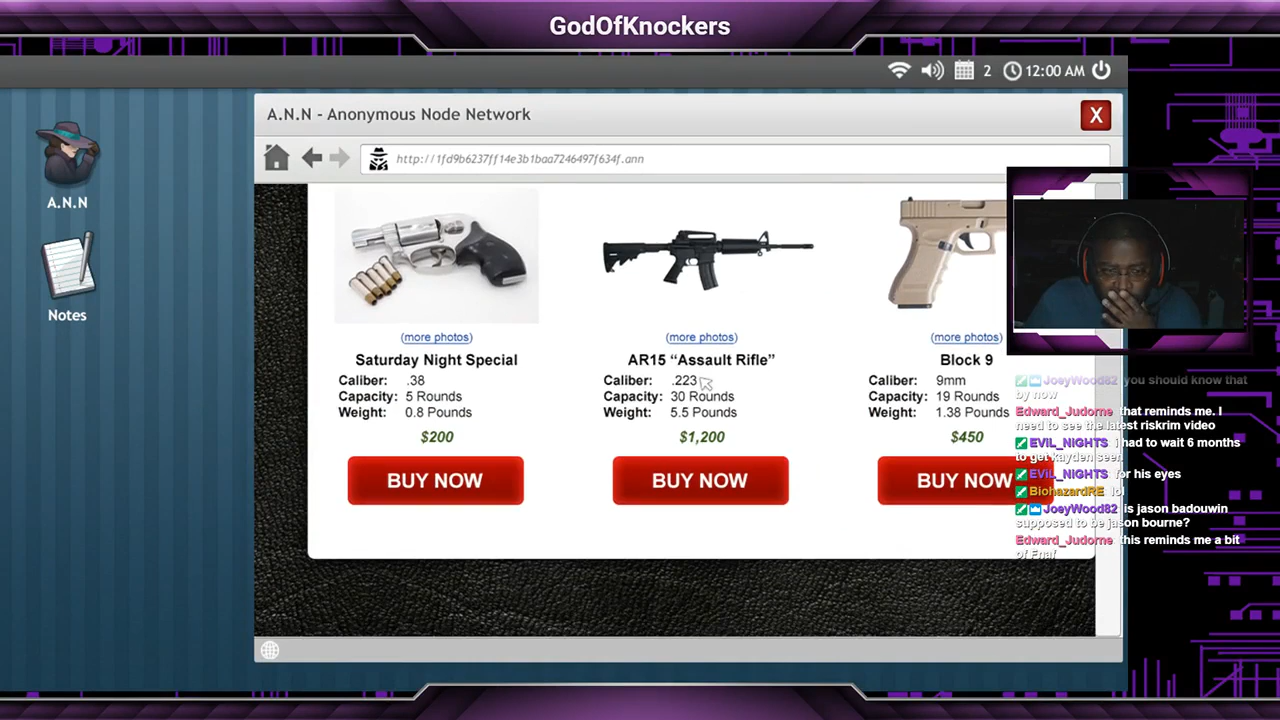 GodOfKnockers
2 12:00 AM
A.N.N - Anonymous Node Network
X
http://1fd9b6237ff14e3b1baa7246497f634f.ann
A.N.N
Notes
(more photos) (more photos) (more photos)
Saturday Night Special AR15 “Assault Rifle” Block 9
Caliber: .38 Caliber: .223 Caliber: 9mm
Capacity: 5 Rounds Capacity: 30 Rounds Capacity: 19 Rounds
Weight: 0.8 Pounds Weight: 5.5 Pounds Weight: 1.38 Pounds
$200 $1,200 $450
BUY NOW BUY NOW BUY NOW
JoeyWood82 you should know that
by now
Edward_Judorne that reminds me. I
need to see the latest riskrim video
EViL_NiGHTS i had to wait 6 months
to get kayden seen
EViL_NiGHTS for his eyes
BiohazardRE lol
JoeyWood82 is jason badouwin
supposed to be jason bourne?
Edward_Judorne this reminds me a bit
of Fnaf